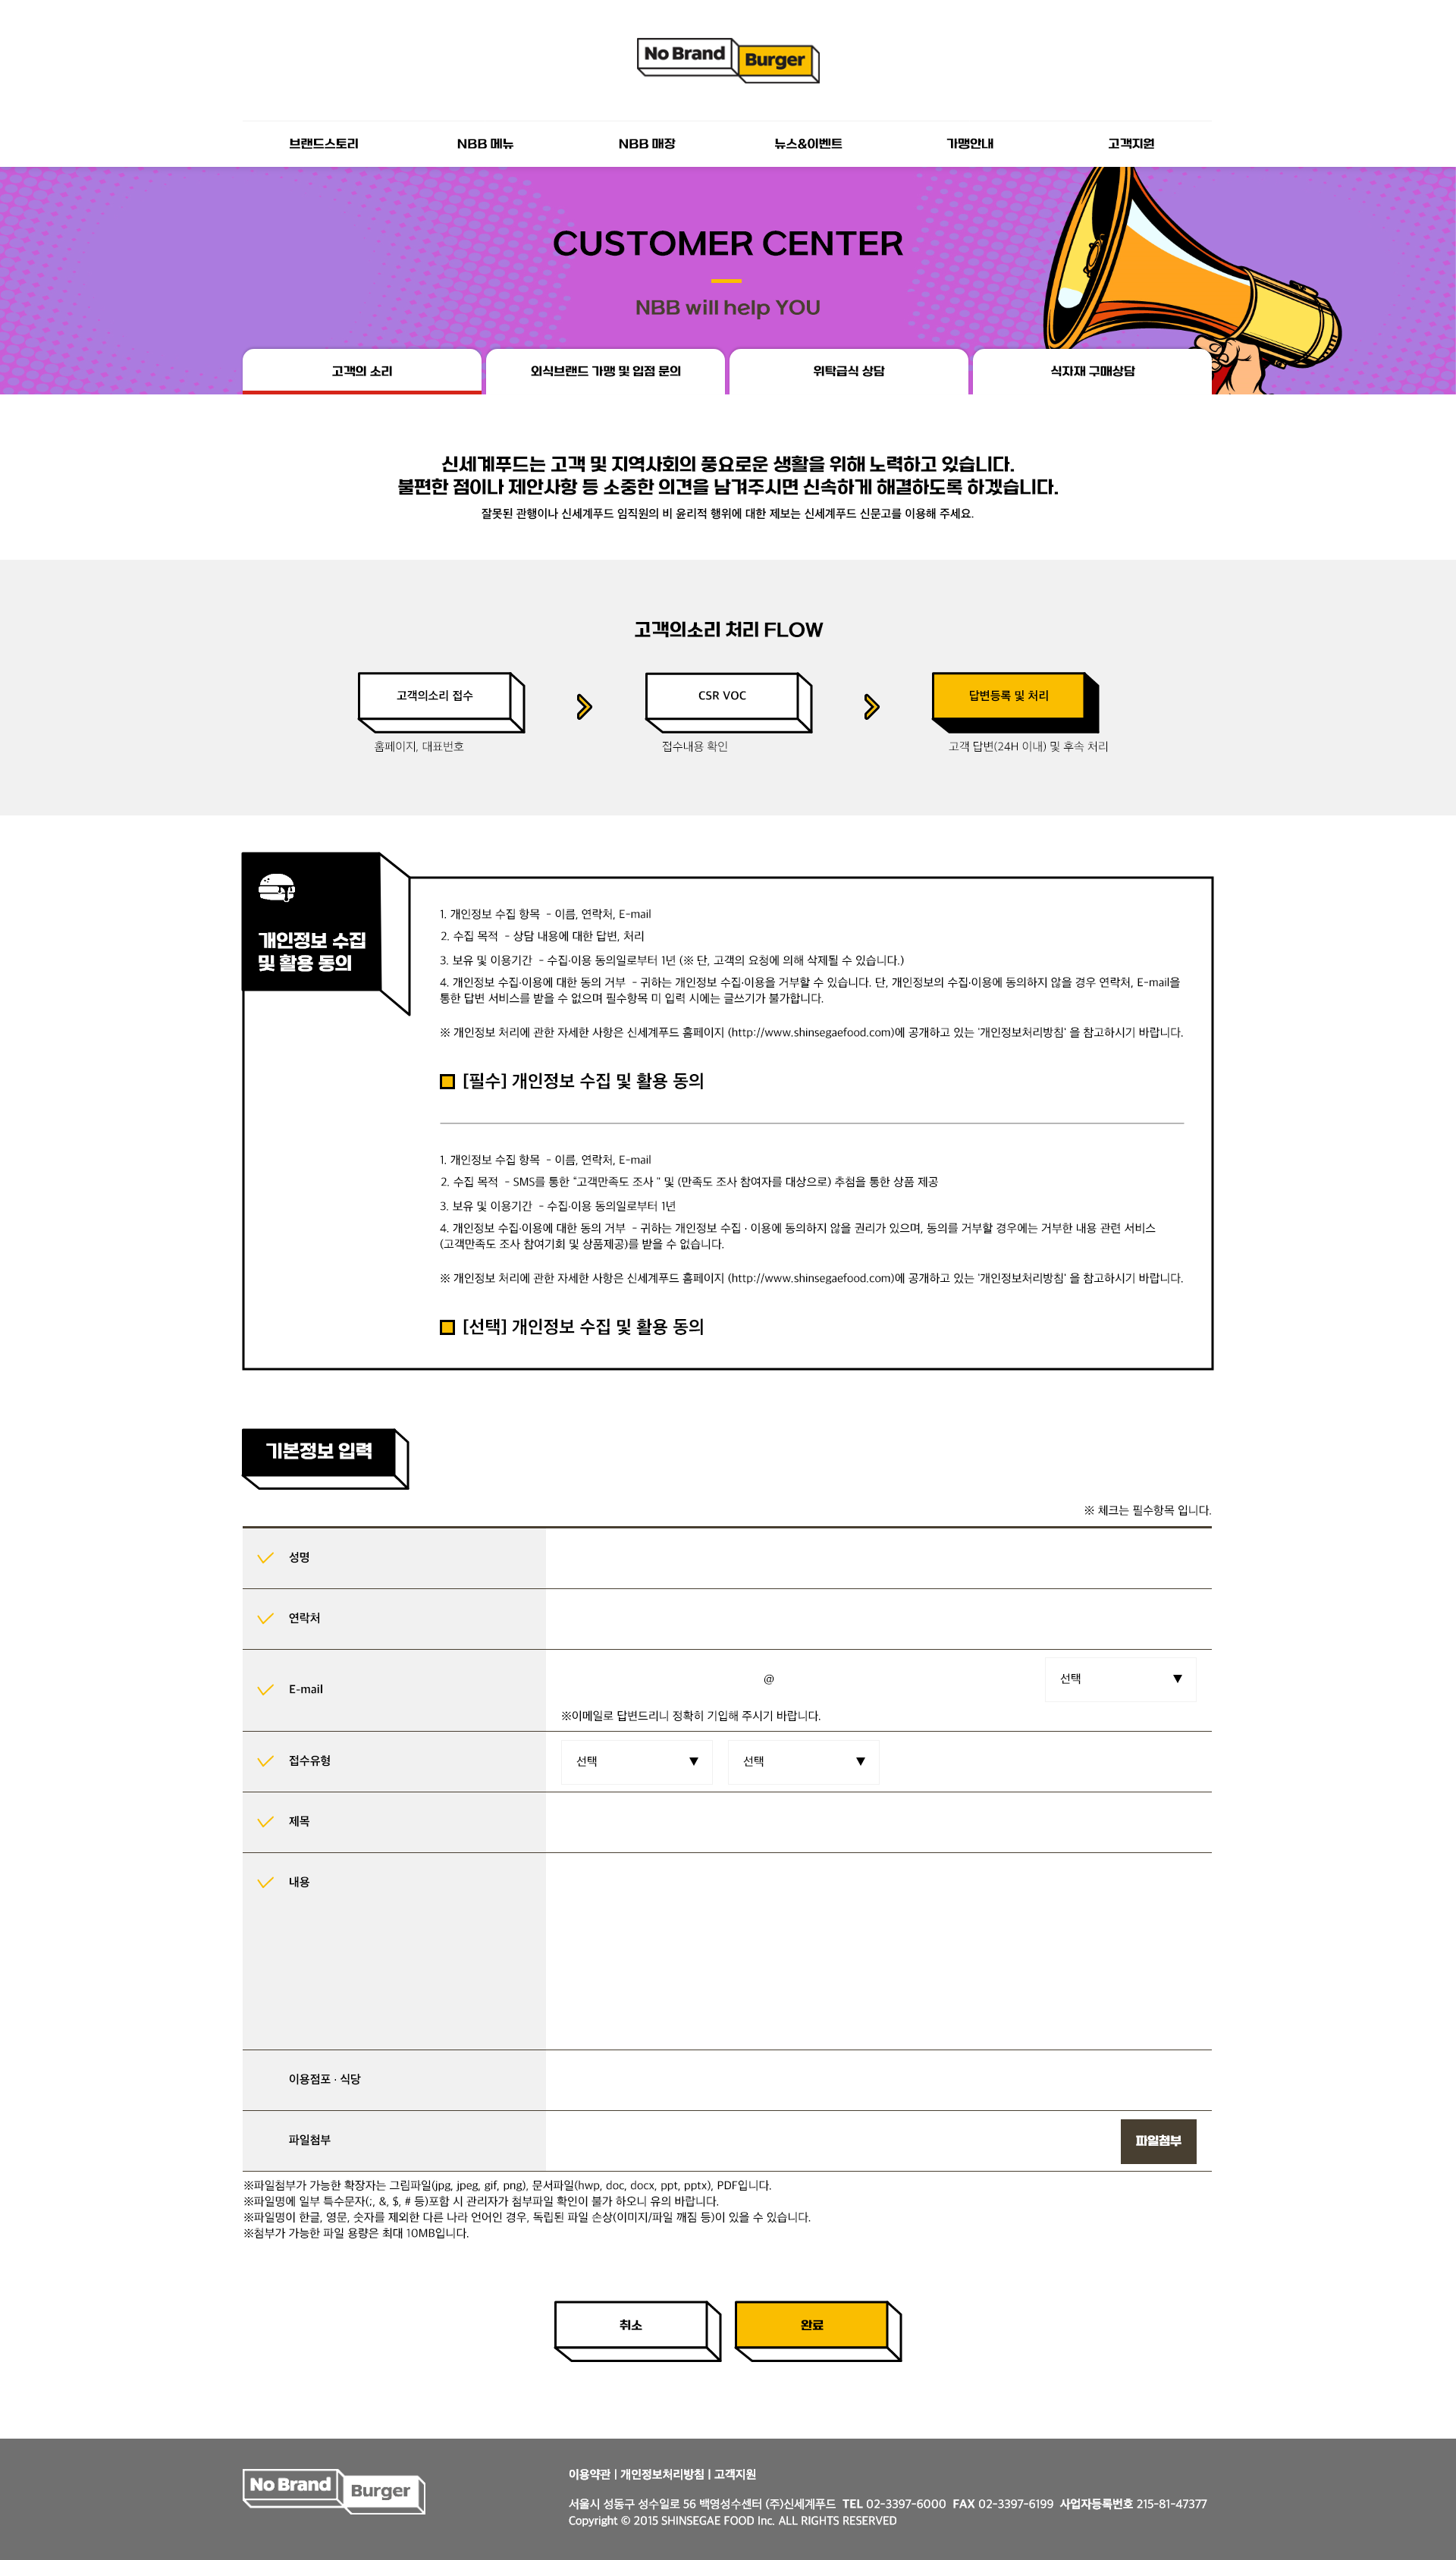 No Brand Burger
브랜드스토리
NBB 메뉴
NBB 매장
뉴스&이벤트
가맹안내
고객지원
CUSTOMER CENTER
NBB will help YOU
고객의 소리
외식브랜드 가맹 및 입점 문의
위탁급식 상담
식자재 구매상담
신세계푸드는 고객 및 지역사회의 풍요로운 생활을 위해 노력하고 있습니다.
불편한 점이나 제안사항 등 소중한 의견을 남겨주시면 신속하게 해결하도록 하겠습니다.
잘못된 관행이나 신세계푸드 임직원의 비 윤리적 행위에 대한 제보는 신세계푸드 신문고를 이용해 주세요.
고객의소리 처리 FLOW
고객의소리 접수
홈페이지, 대표번호
CSR VOC
접수내용 확인
답변등록 및 처리
고객 답변(24H 이내) 및 후속 처리
개인정보 수집
및 활용 동의
1. 개인정보 수집 항목 - 이름, 연락처, E-mail
2. 수집 목적 - 상담 내용에 대한 답변, 처리
3. 보유 및 이용기간 - 수집·이용 동의일로부터 1년 (※ 단, 고객의 요청에 의해 삭제될 수 있습니다.)
4. 개인정보 수집·이용에 대한 동의 거부 - 귀하는 개인정보 수집·이용을 거부할 수 있습니다. 단, 개인정보의 수집·이용에 동의하지 않을 경우 연락처, E-mail을
통한 답변 서비스를 받을 수 없으며 필수항목 미 입력 시에는 글쓰기가 불가합니다.
※ 개인정보 처리에 관한 자세한 사항은 신세계푸드 홈페이지 (http://www.shinsegaefood.com)에 공개하고 있는 '개인정보처리방침' 을 참고하시기 바랍니다.
[필수] 개인정보 수집 및 활용 동의
1. 개인정보 수집 항목 - 이름, 연락처, E-mail
2. 수집 목적 - SMS를 통한 "고객만족도 조사 " 및 (만족도 조사 참여자를 대상으로) 추첨을 통한 상품 제공
3. 보유 및 이용기간 - 수집·이용 동의일로부터 1년
4. 개인정보 수집·이용에 대한 동의 거부 - 귀하는 개인정보 수집 · 이용에 동의하지 않을 권리가 있으며, 동의를 거부할 경우에는 거부한 내용 관련 서비스
(고객만족도 조사 참여기회 및 상품제공)를 받을 수 없습니다.
※ 개인정보 처리에 관한 자세한 사항은 신세계푸드 홈페이지 (http://www.shinsegaefood.com)에 공개하고 있는 '개인정보처리방침' 을 참고하시기 바랍니다.
[선택] 개인정보 수집 및 활용 동의
기본정보 입력
※ 체크는 필수항목 입니다.
성명
연락처
E-mail
@
선택
※이메일로 답변드리니 정확히 기입해 주시기 바랍니다.
접수유형
선택
선택
제목
내용
이용점포 · 식당
파일첨부
파일첨부
※파일첨부가 가능한 확장자는 그림파일(jpg, jpeg, gif, png), 문서파일(hwp, doc, docx, ppt, pptx), PDF입니다.
※파일명에 일부 특수문자(;, &, $, # 등)포함 시 관리자가 첨부파일 확인이 불가 하오니 유의 바랍니다.
※파일명이 한글, 영문, 숫자를 제외한 다른 나라 언어인 경우, 독립된 파일 손상(이미지/파일 깨짐 등)이 있을 수 있습니다.
※첨부가 가능한 파일 용량은 최대 10MB입니다.
취소
완료
No Brand Burger
이용약관 | 개인정보처리방침 | 고객지원
서울시 성동구 성수일로 56 백영성수센터 (주)신세계푸드 TEL 02-3397-6000 FAX 02-3397-6199 사업자등록번호 215-81-47377
Copyright © 2015 SHINSEGAE FOOD Inc. ALL RIGHTS RESERVED